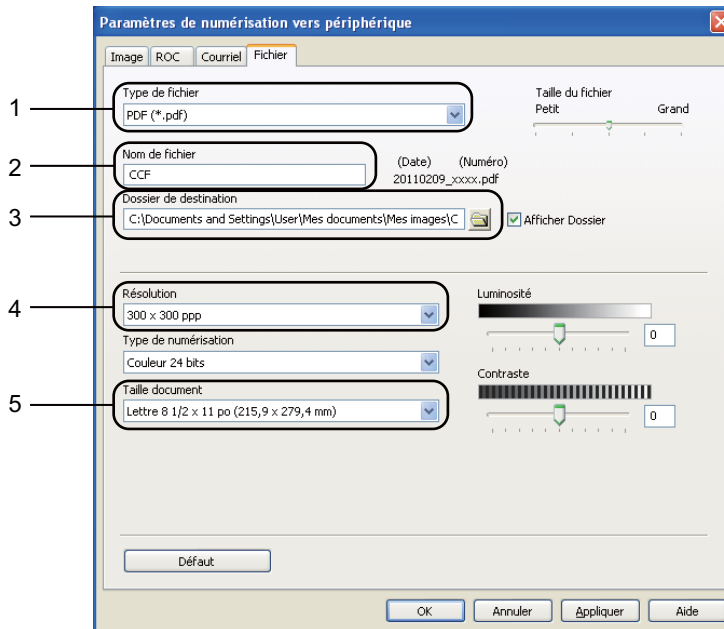 Paramètres de numérisation vers périphérique
Image ROC Courriel Fichier
1
Type de fichier
PDF (*.pdf)
Taille du fichier
Petit Grand
2
Nom de fichier
CCF
(Date) (Numéro)
20110209_xxxx.pdf
3
Dossier de destination
C:\Documents and Settings\User\Mes documents\Mes images\C
Afficher Dossier
4
Résolution
300 x 300 ppp
Luminosité
0
Type de numérisation
Couleur 24 bits
Contraste
5
Taille document
Lettre 8 1/2 x 11 po (215,9 x 279,4 mm)
0
Défaut
OK Annuler Appliquer Aide